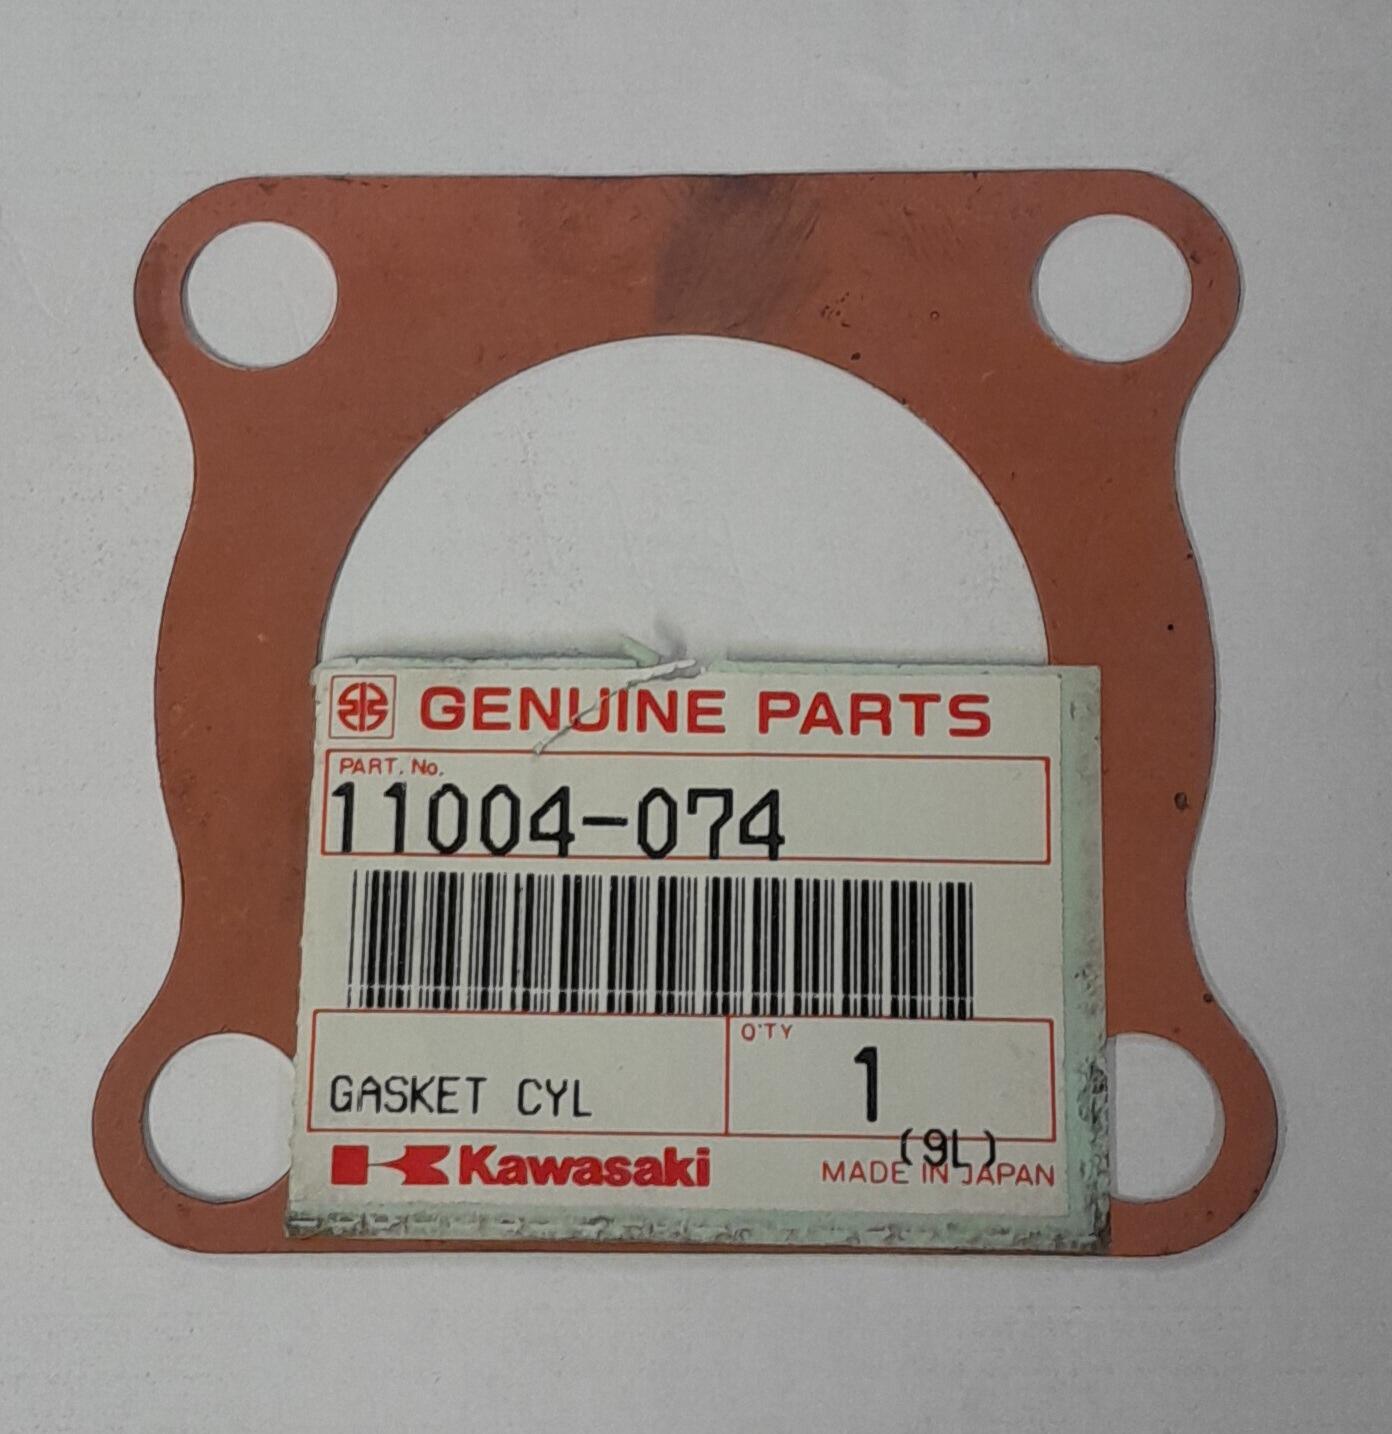 GENUINE PARTS
PART. No.
11004-074
GASKET CYL
Q'TY
1
(9L)
Kawasaki
MADE IN JAPAN